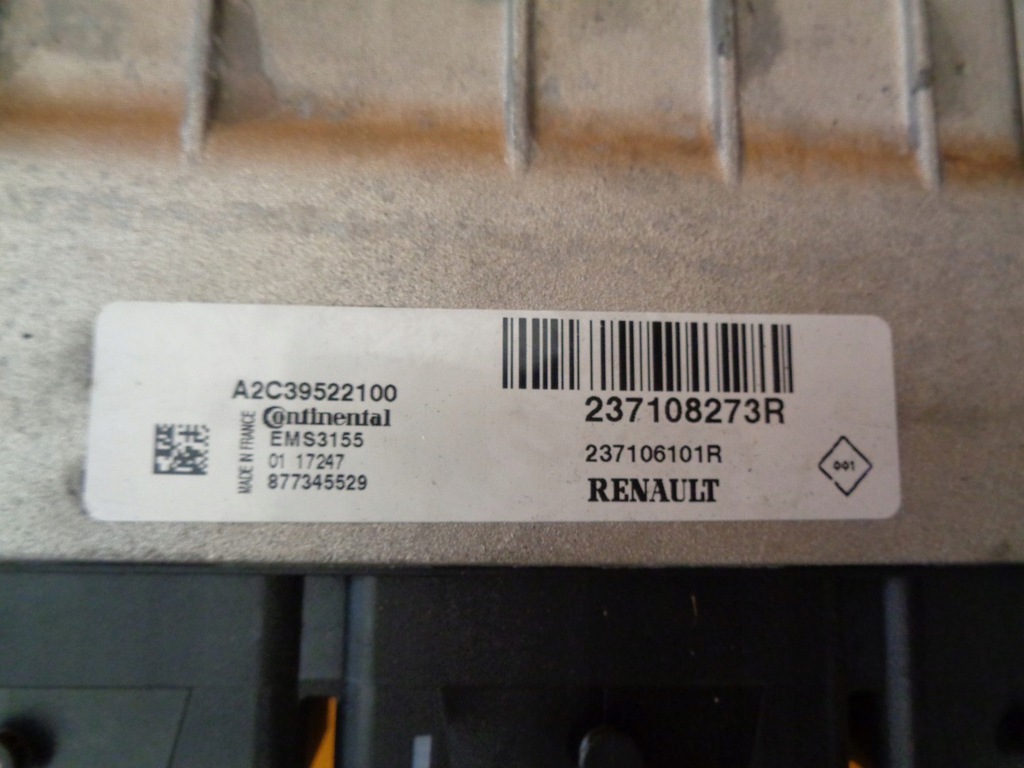 A2C39522100
Continental
EMS3155
01 17247
877345529
MADE IN FRANCE
237108273R
237106101R
RENAULT
001